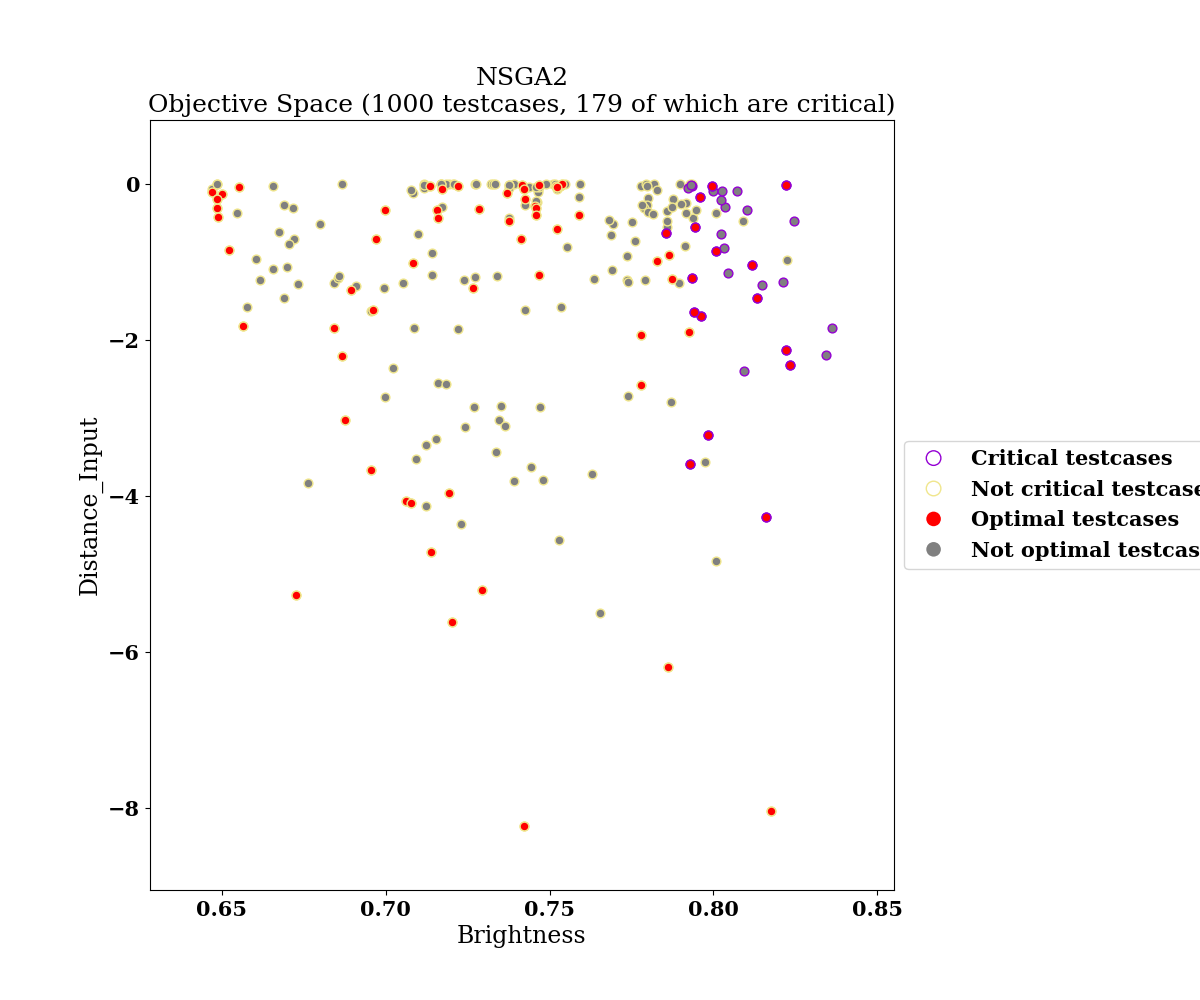 NSGA2
Objective Space (1000 testcases, 179 of which are critical)
0
−2
−4
−6
−8
Distance_Input
0.65 0.70 0.75 0.80 0.85
Brightness
Critical testcases
Not critical testcase
Optimal testcases
Not optimal testcas